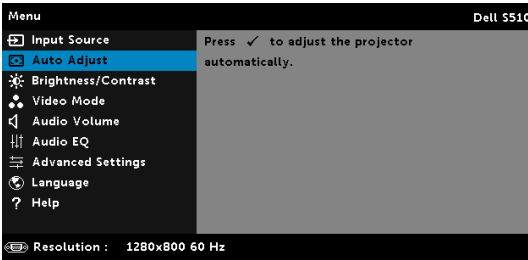 Menu Dell S510
Input Source
Press ✓ to adjust the projector
Auto Adjust
automatically.
Brightness/Contrast
Video Mode
Audio Volume
Audio EQ
Advanced Settings
Language
? Help
Resolution : 1280x800 60 Hz